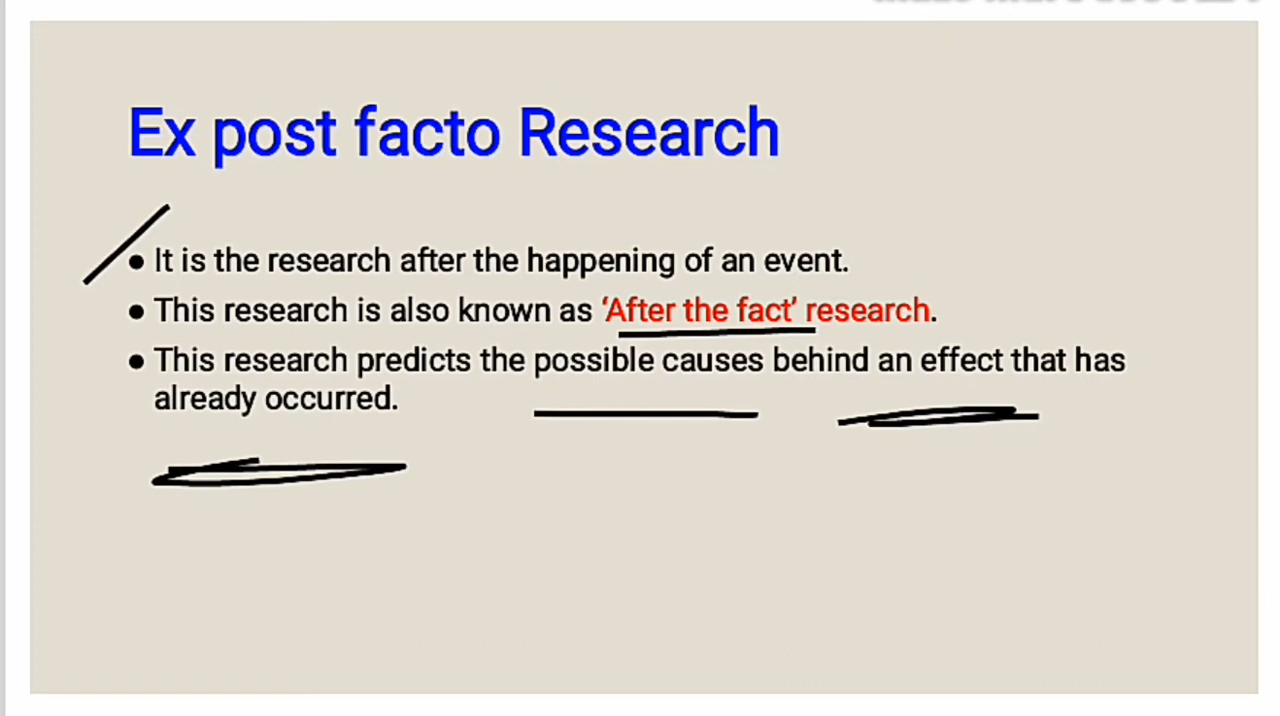 Ex post facto Research
● It is the research after the happening of an event.
● This research is also known as ‘After the fact’ research.
● This research predicts the possible causes behind an effect that has
already occurred.